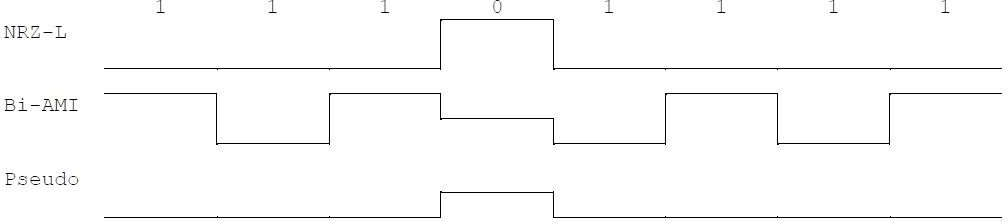 1 1 1 0 1 1 1 1
NRZ-L
Bi-AMI
Pseudo